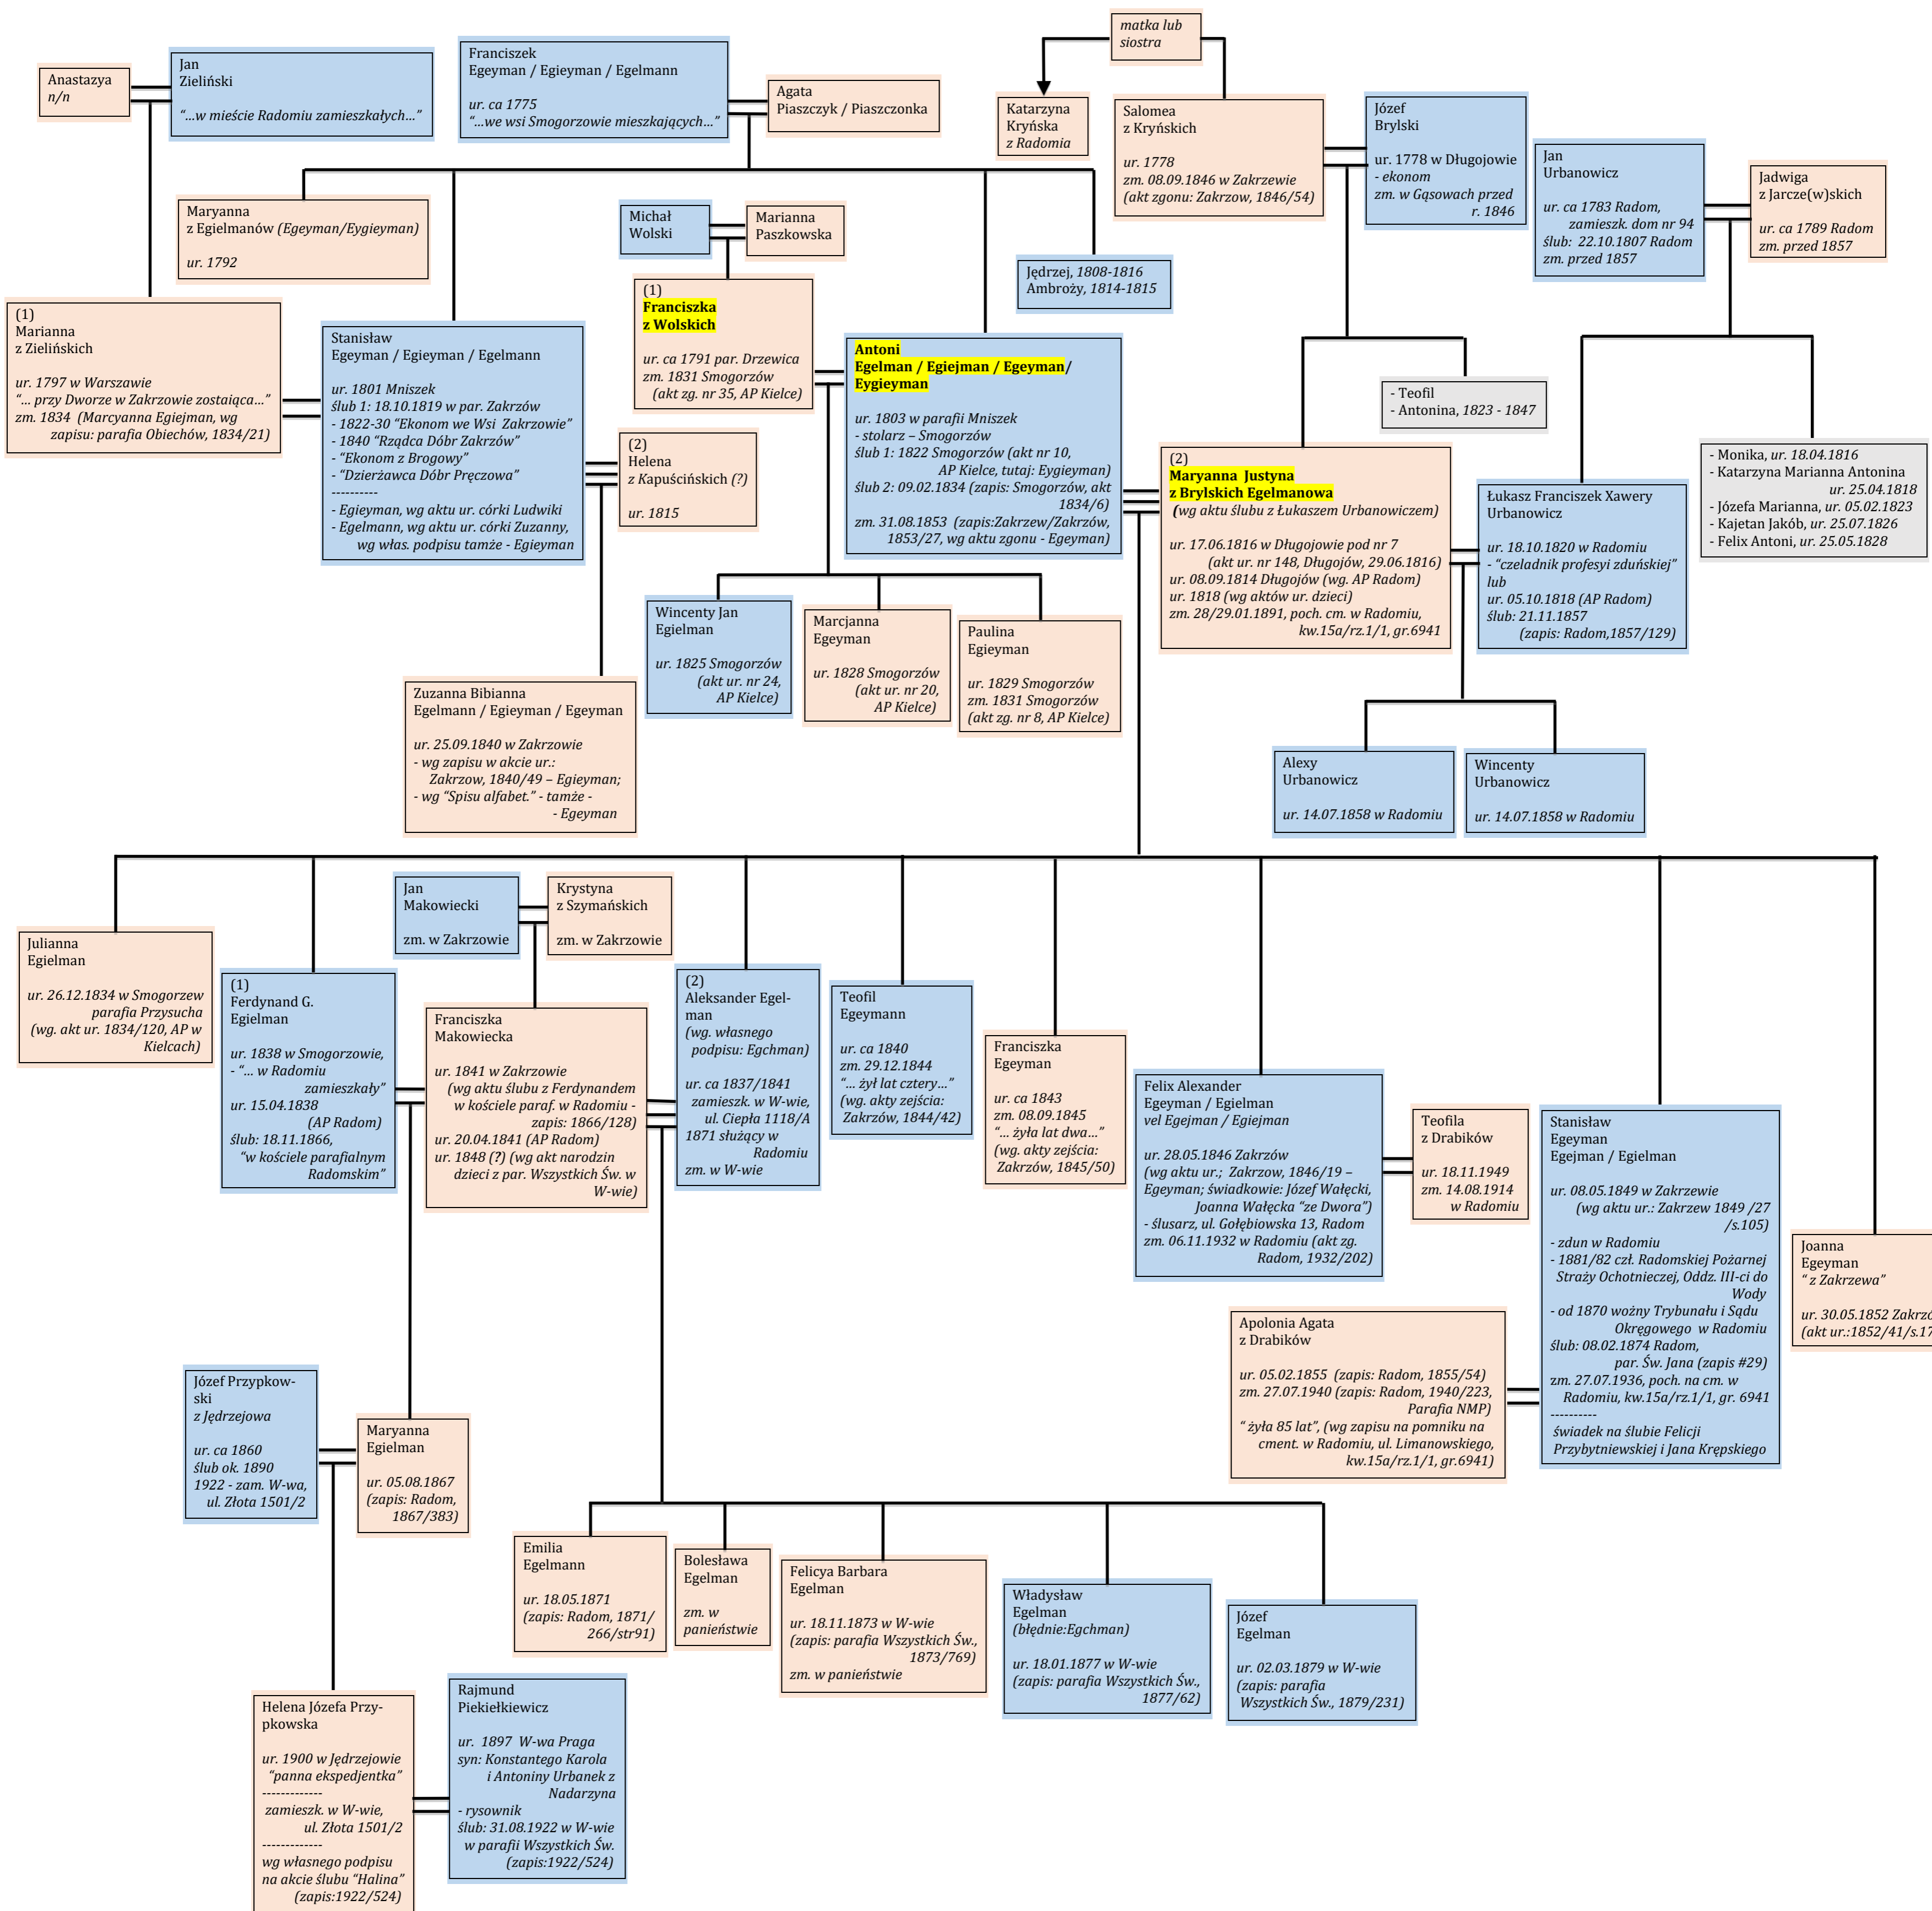 matka lub
siostra
Anastazya
n/n
Jan
Zieliński
“...w mieście Radomiu zamieszkałych...”
Franciszek
Egeyman / Egieyman / Egelmann
ur. ca 1775
“...we wsi Smogorzowie mieszkających...”
Agata
Piaszczyk / Piaszczonka
Katarzyna
Kryńska
z Radomia
Salomea
z Kryńskich
ur. 1778
zm. 08.09.1846 w Zakrzewie
(akt zgonu: Zakrzow, 1846/54)
Józef
Brylski
ur. 1778 w Długojowie
- ekonom
zm. w Gąsowach przed
r. 1846
Jan
Urbanowicz
ur. ca 1783 Radom,
zamieszk. dom nr 94
ślub: 22.10.1807 Radom
zm. przed 1857
Jadwiga
z Jarcze(w)skich
ur. ca 1789 Radom
zm. przed 1857
Maryanna
z Egielmanów (Egeyman/Eygieyman)
ur. 1792
Michał
Wolski
Marianna
Paszkowska
Jędrzej, 1808-1816
Ambroży, 1814-1815
(1)
Marianna
z Zielińskich
ur. 1797 w Warszawie
“... przy Dworze w Zakrzowie zostaiąca...”
zm. 1834 (Marcyanna Egiejman, wg
zapisu: parafia Obiechów, 1834/21)
Stanisław
Egeyman / Egieyman / Egelmann
ur. 1801 Mniszek
ślub 1: 18.10.1819 w par. Zakrzów
- 1822-30 “Ekonom we Wsi Zakrzowie”
- 1840 “Rządca Dóbr Zakrzów”
- “Ekonom z Brogowy”
- “Dzierżawca Dóbr Pręczowa”
----------
- Egieyman, wg aktu ur. córki Ludwiki
- Egelmann, wg aktu ur. córki Zuzanny,
wg włas. podpisu tamże - Egieyman
(1)
Franciszka
z Wolskich
ur. ca 1791 par. Drzewica
zm. 1831 Smogorzów
(akt zg. nr 35, AP Kielce)
(2)
Helena
z Kapuścińskich (?)
ur. 1815
Antoni
Egelman / Egiejman / Egeyman/
Eygieyman
ur. 1803 w parafii Mniszek
- stolarz – Smogorzów
ślub 1: 1822 Smogorzów (akt nr 10,
AP Kielce, tutaj: Eygieyman)
ślub 2: 09.02.1834 (zapis: Smogorzów, akt
1834/6)
zm. 31.08.1853 (zapis:Zakrzew/Zakrzów,
1853/27, wg aktu zgonu - Egeyman)
- Teofil
- Antonina, 1823 - 1847
(2)
Maryanna Justyna
z Brylskich Egelmanowa
(wg aktu ślubu z Łukaszem Urbanowiczem)
ur. 17.06.1816 w Długojowie pod nr 7
(akt ur. nr 148, Długojów, 29.06.1816)
ur. 08.09.1814 Długojów (wg. AP Radom)
ur. 1818 (wg aktów ur. dzieci)
zm. 28/29.01.1891, poch. cm. w Radomiu,
kw.15a/rz.1/1, gr.6941
Łukasz Franciszek Xawery
Urbanowicz
ur. 18.10.1820 w Radomiu
- “czeladnik profesyi zduńskiej”
lub
ur. 05.10.1818 (AP Radom)
ślub: 21.11.1857
(zapis: Radom,1857/129)
- Monika, ur. 18.04.1816
- Katarzyna Marianna Antonina
ur. 25.04.1818
- Józefa Marianna, ur. 05.02.1823
- Kajetan Jakób, ur. 25.07.1826
- Felix Antoni, ur. 25.05.1828
Wincenty Jan
Egielman
ur. 1825 Smogorzów
(akt ur. nr 24,
AP Kielce)
Marcjanna
Egeyman
ur. 1828 Smogorzów
(akt ur. nr 20,
AP Kielce)
Paulina
Egieyman
ur. 1829 Smogorzów
zm. 1831 Smogorzów
(akt zg. nr 8, AP Kielce)
Zuzanna Bibianna
Egelmann / Egieyman / Egeyman
ur. 25.09.1840 w Zakrzowie
- wg zapisu w akcie ur.:
Zakrzow, 1840/49 – Egieyman;
- wg “Spisu alfabet.” - tamże -
- Egeyman
Alexy
Urbanowicz
ur. 14.07.1858 w Radomiu
Wincenty
Urbanowicz
ur. 14.07.1858 w Radomiu
Jan
Makowiecki
zm. w Zakrzowie
Krystyna
z Szymańskich
zm. w Zakrzowie
Julianna
Egielman
ur. 26.12.1834 w Smogorzew
parafia Przysucha
(wg. akt ur. 1834/120, AP w
Kielcach)
(1)
Ferdynand G.
Egielman
ur. 1838 w Smogorzowie,
- “... w Radomiu
zamieszkały”
ur. 15.04.1838
(AP Radom)
ślub: 18.11.1866,
“w kościele parafialnym
Radomskim”
Franciszka
Makowiecka
ur. 1841 w Zakrzowie
(wg aktu ślubu z Ferdynandem
w kościele paraf. w Radomiu -
zapis: 1866/128)
ur. 20.04.1841 (AP Radom)
ur. 1848 (?) (wg akt narodzin
dzieci z par. Wszystkich Św. w
W-wie)
(2)
Aleksander Egel-
man
(wg. własnego
podpisu: Egchman)
ur. ca 1837/1841
zamieszk. w W-wie,
ul. Ciepła 1118/A
1871 służący w
Radomiu
zm. w W-wie
Teofil
Egeymann
ur. ca 1840
zm. 29.12.1844
“... żył lat cztery...”
(wg. akty zejścia:
Zakrzów, 1844/42)
Franciszka
Egeyman
ur. ca 1843
zm. 08.09.1845
“... żyła lat dwa...”
(wg. akty zejścia:
Zakrzów, 1845/50)
Felix Alexander
Egeyman / Egielman
vel Egejman / Egiejman
ur. 28.05.1846 Zakrzów
(wg aktu ur.; Zakrzow, 1846/19 –
Egeyman; świadkowie: Józef Wałęcki,
Joanna Wałęcka “ze Dwora”)
- ślusarz, ul. Gołębiowska 13, Radom
zm. 06.11.1932 w Radomiu (akt zg.
Radom, 1932/202)
Teofila
z Drabików
ur. 18.11.1949
zm. 14.08.1914
w Radomiu
Stanisław
Egeyman
Egejman / Egielman
ur. 08.05.1849 w Zakrzewie
(wg aktu ur.: Zakrzew 1849 /27
/s.105)
- zdun w Radomiu
- 1881/82 czł. Radomskiej Pożarnej
Straży Ochotnieczej, Oddz. III-ci do
Wody
- od 1870 woźny Trybunału i Sądu
Okręgowego w Radomiu
ślub: 08.02.1874 Radom,
par. Św. Jana (zapis #29)
zm. 27.07.1936, poch. na cm. w
Radomiu, kw.15a/rz.1/1, gr. 6941
----------
świadek na ślubie Felicji
Przybytniewskiej i Jana Krępskiego
Joanna
Egeyman
“ z Zakrzewa”
ur. 30.05.1852 Zakrzó
(akt ur.:1852/41/s.17
Apolonia Agata
z Drabików
ur. 05.02.1855 (zapis: Radom, 1855/54)
zm. 27.07.1940 (zapis: Radom, 1940/223,
Parafia NMP)
“ żyła 85 lat”, (wg zapisu na pomniku na
cment. w Radomiu, ul. Limanowskiego,
kw.15a/rz.1/1, gr.6941)
Józef Przypkow-
ski
z Jędrzejowa
ur. ca 1860
ślub ok. 1890
1922 - zam. W-wa,
ul. Złota 1501/2
Maryanna
Egielman
ur. 05.08.1867
(zapis: Radom,
1867/383)
Emilia
Egelmann
ur. 18.05.1871
(zapis: Radom, 1871/
266/str91)
Bolesława
Egelman
zm. w
panieństwie
Felicya Barbara
Egelman
ur. 18.11.1873 w W-wie
(zapis: parafia Wszystkich Św.,
1873/769)
zm. w panieństwie
Władysław
Egelman
(błędnie:Egchman)
ur. 18.01.1877 w W-wie
(zapis: parafia Wszystkich Św.,
1877/62)
Józef
Egelman
ur. 02.03.1879 w W-wie
(zapis: parafia
Wszystkich Św., 1879/231)
Helena Józefa Przy-
pkowska
ur. 1900 w Jędrzejowie
“panna ekspedjentka”
-------------
zamieszk. w W-wie,
ul. Złota 1501/2
-------------
wg własnego podpisu
na akcie ślubu “Halina”
(zapis:1922/524)
Rajmund
Piekiełkiewicz
ur. 1897 W-wa Praga
syn: Konstantego Karola
i Antoniny Urbanek z
Nadarzyna
- rysownik
ślub: 31.08.1922 w W-wie
w parafii Wszystkich Św.
(zapis:1922/524)